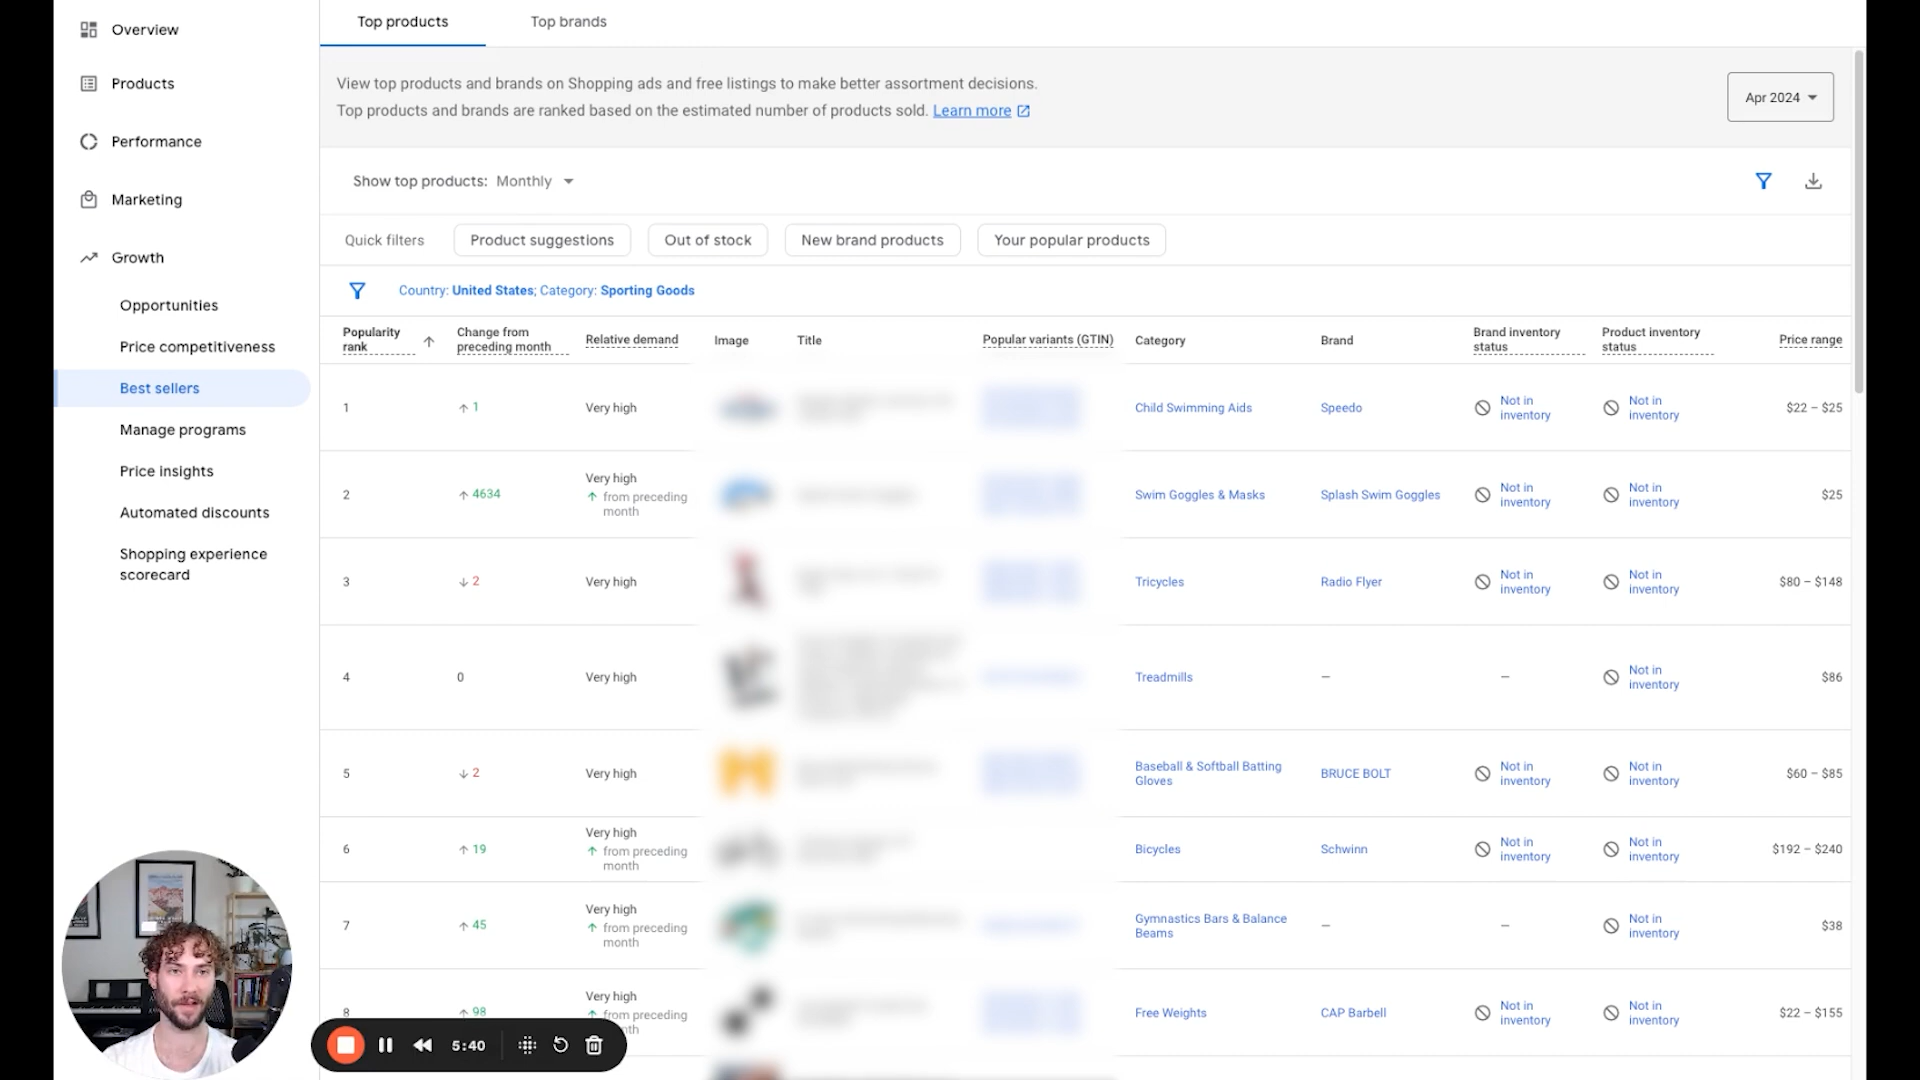 Overview
Products
Performance
Marketing
Growth
Opportunities
Price competitiveness
Best sellers
Manage programs
Price insights
Automated discounts
Shopping experience
scorecard
Top products
Top brands
View top products and brands on Shopping ads and free listings to make better assortment decisions.
Top products and brands are ranked based on the estimated number of products sold. Learn more
Apr 2024
Show top products: Monthly
Quick filters
Product suggestions
Out of stock
New brand products
Your popular products
Country: United States; Category: Sporting Goods
Popularity
rank
Change from
preceding month
Relative demand
Image
Title
Popular variants (GTIN)
Category
Brand
Brand inventory
status
Product inventory
status
Price range
1
1
Very high
Child Swimming Aids
Speedo
Not in
inventory
Not in
inventory
$22 – $25
2
4634
Very high
from preceding
month
Swim Goggles & Masks
Splash Swim Goggles
Not in
inventory
Not in
inventory
$25
3
2
Very high
Tricycles
Radio Flyer
Not in
inventory
Not in
inventory
$80 – $148
4
0
Very high
Treadmills
–
–
Not in
inventory
$86
5
2
Very high
Baseball & Softball Batting
Gloves
BRUCE BOLT
Not in
inventory
Not in
inventory
$60 – $85
6
19
Very high
from preceding
month
Bicycles
Schwinn
Not in
inventory
Not in
inventory
$192 – $240
7
45
Very high
from preceding
month
Gymnastics Bars & Balance
Beams
–
–
Not in
inventory
$38
8
98
Very high
from preceding
Free Weights
CAP Barbell
Not in
inventory
Not in
inventory
$22 – $155
5:40